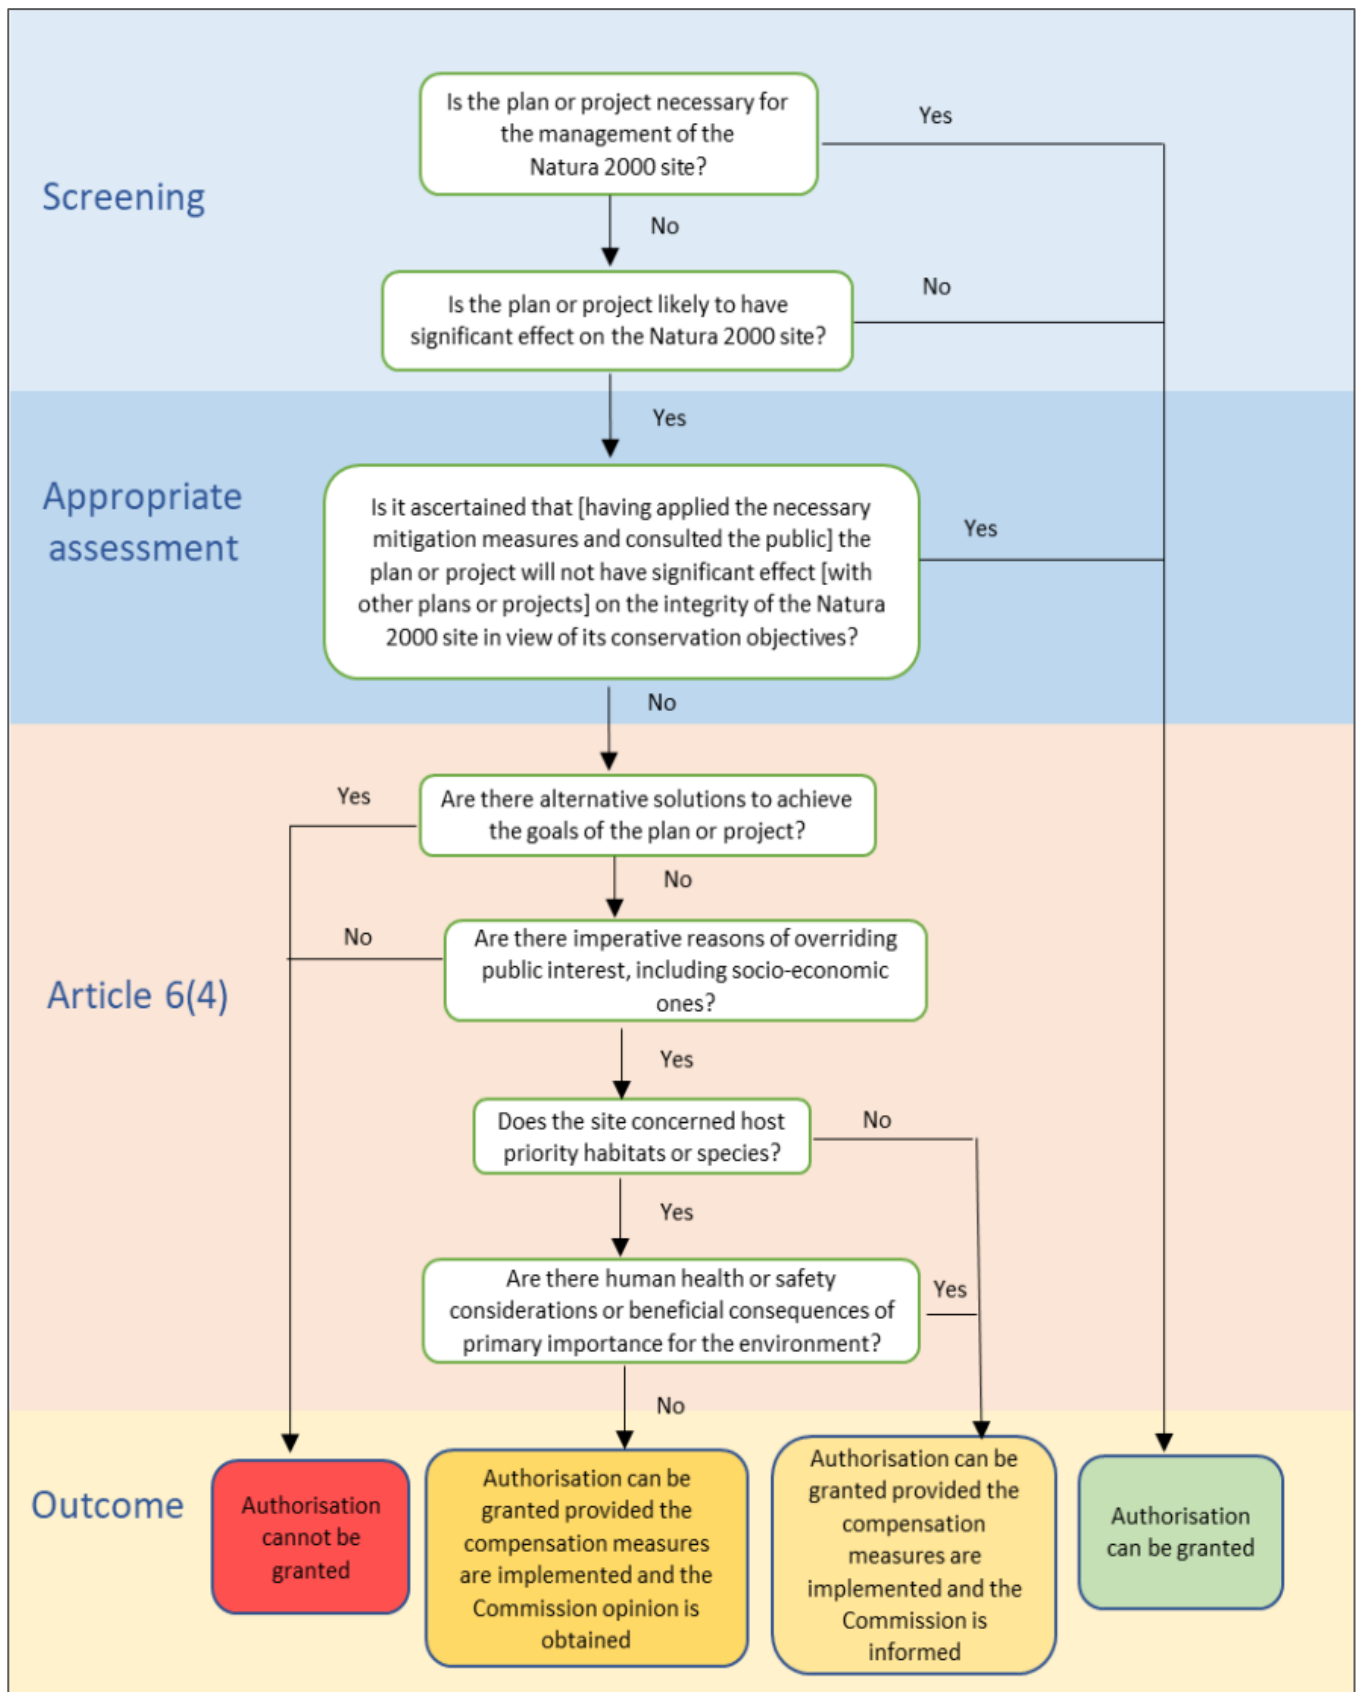 Is the plan or project necessary for
the management of the
Natura 2000 site?
Yes
Screening
No
Is the plan or project likely to have
significant effect on the Natura 2000 site?
No
Yes
Appropriate
assessment
Is it ascertained that [having applied the necessary
mitigation measures and consulted the public] the
plan or project will not have significant effect [with
other plans or projects] on the integrity of the Natura
2000 site in view of its conservation objectives?
Yes
No
Are there alternative solutions to achieve
the goals of the plan or project?
Yes
No
Are there imperative reasons of overriding
public interest, including socio-economic
ones?
No
Article 6(4)
Yes
Does the site concerned host
priority habitats or species?
No
Yes
Are there human health or safety
considerations or beneficial consequences of
primary importance for the environment?
Yes
No
Outcome
Authorisation
cannot be
granted
Authorisation can be
granted provided the
compensation measures
are implemented and the
Commission opinion is
obtained
Authorisation can be
granted provided the
compensation
measures are
implemented and the
Commission is
informed
Authorisation
can be granted